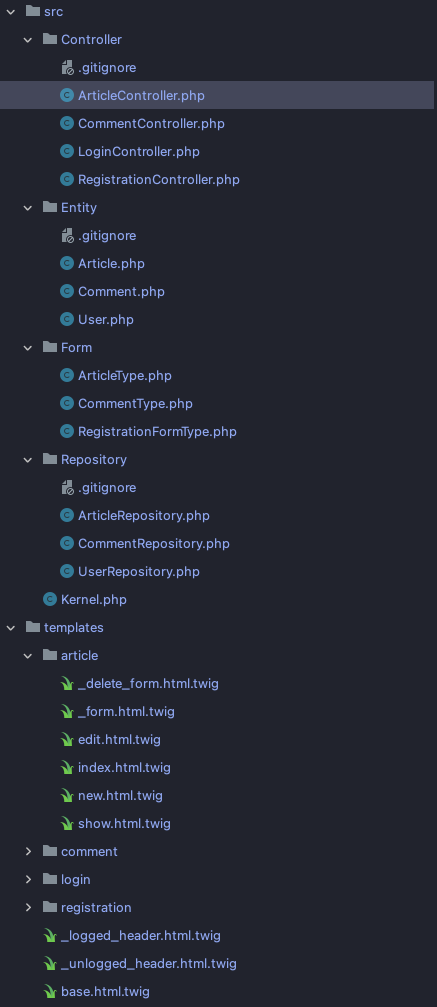 src
Controller
.gitignore
ArticleController.php
CommentController.php
LoginController.php
RegistrationController.php
Entity
.gitignore
Article.php
Comment.php
User.php
Form
ArticleType.php
CommentType.php
RegistrationFormType.php
Repository
.gitignore
ArticleRepository.php
CommentRepository.php
UserRepository.php
Kernel.php
templates
article
_delete_form.html.twig
_form.html.twig
edit.html.twig
index.html.twig
new.html.twig
show.html.twig
comment
login
registration
_logged_header.html.twig
_unlogged_header.html.twig
base.html.twig